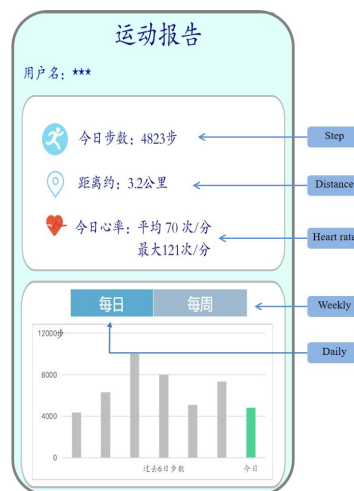 运动报告
用户名：***
今日步数：4823步
Step
距离约：3.2公里
Distance
今日心率：平均 70 次/分
Heart rate
最大121次/分
每日
每周
Weekly
Daily
12000步
8000
4000
0
过去6日步数
今日